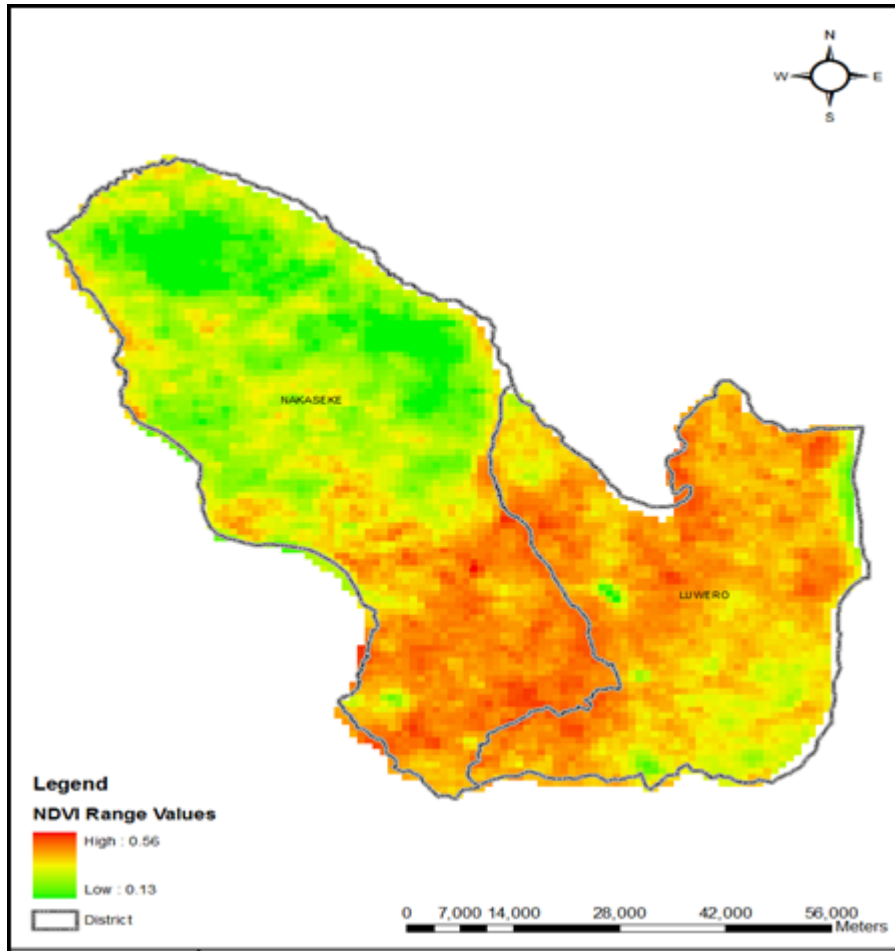 N
W E
S
NAKASEKE
LUWERO
Legend
NDVI Range Values
High : 0.56
Low : 0.13
District
0 7,000 14,000 28,000 42,000 56,000
Meters